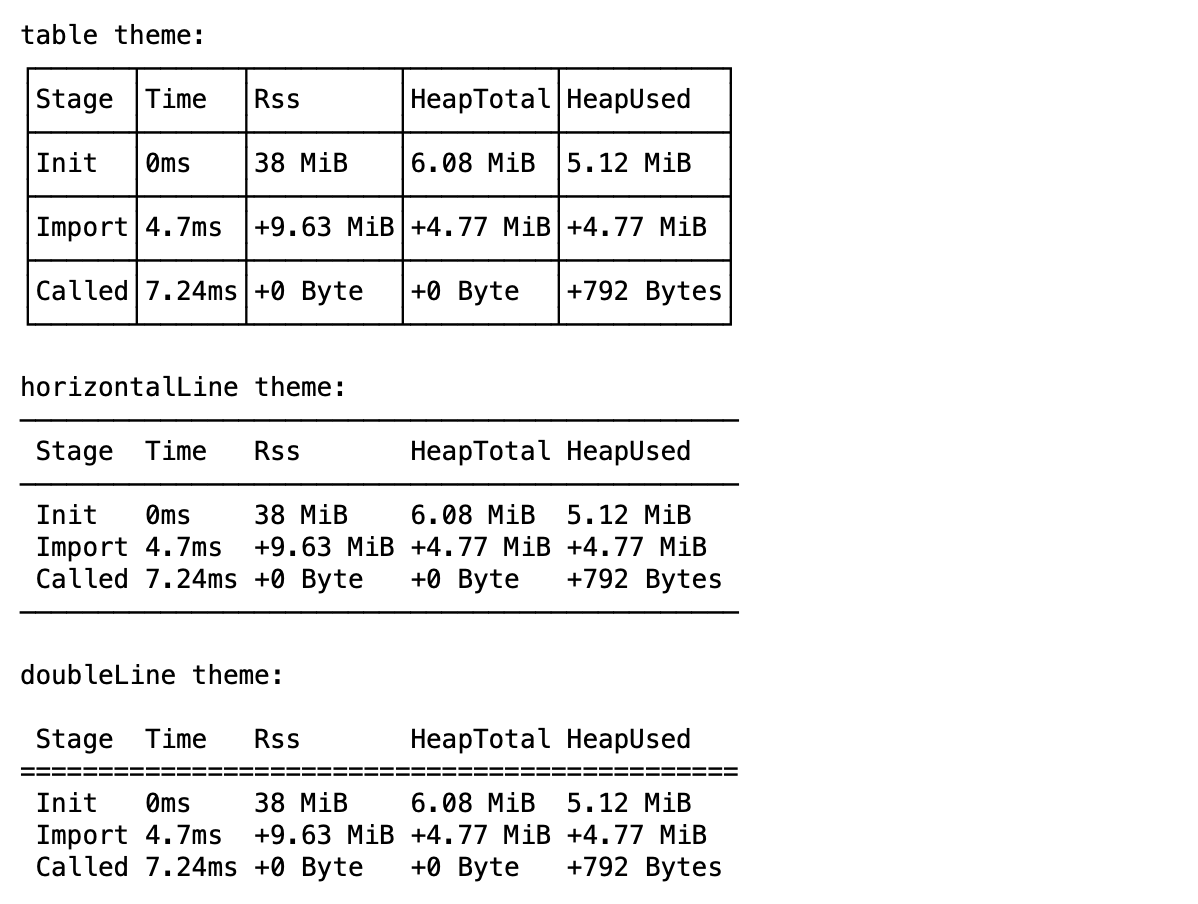 table theme:
Stage Time Rss HeapTotal HeapUsed
Init 0ms 38 MiB 6.08 MiB 5.12 MiB
Import 4.7ms +9.63 MiB +4.77 MiB +4.77 MiB
Called 7.24ms +0 Byte +0 Byte +792 Bytes
horizontalLine theme:
Stage Time Rss HeapTotal HeapUsed
Init 0ms 38 MiB 6.08 MiB 5.12 MiB
Import 4.7ms +9.63 MiB +4.77 MiB +4.77 MiB
Called 7.24ms +0 Byte +0 Byte +792 Bytes
doubleLine theme:
Stage Time Rss HeapTotal HeapUsed
==============================================
Init 0ms 38 MiB 6.08 MiB 5.12 MiB
Import 4.7ms +9.63 MiB +4.77 MiB +4.77 MiB
Called 7.24ms +0 Byte +0 Byte +792 Bytes